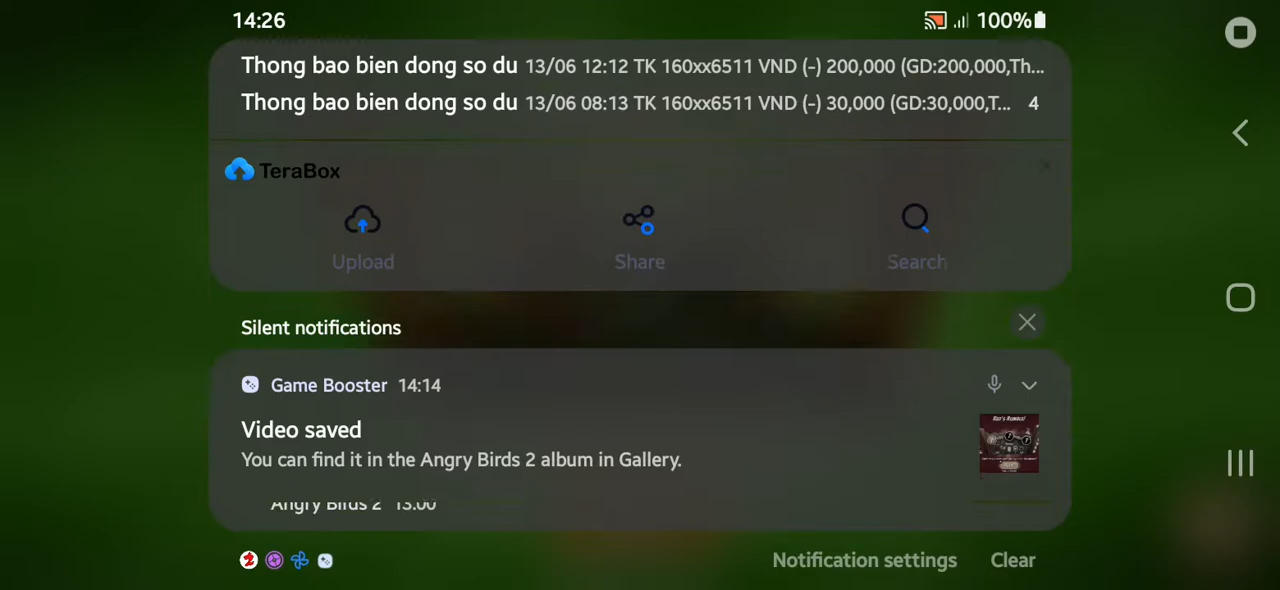 14:26
100%
Thong bao bien dong so du 13/06 12:12 TK 160xx6511 VND (-) 200,000 (GD:200,000,Th...
Thong bao bien dong so du 13/06 08:13 TK 160xx6511 VND (-) 30,000 (GD:30,000,T... 4
TeraBox
Upload
Share
Search
Silent notifications
Game Booster 14:14
Video saved
You can find it in the Angry Birds 2 album in Gallery.
Angry Birds 2 13:00
Notification settings Clear